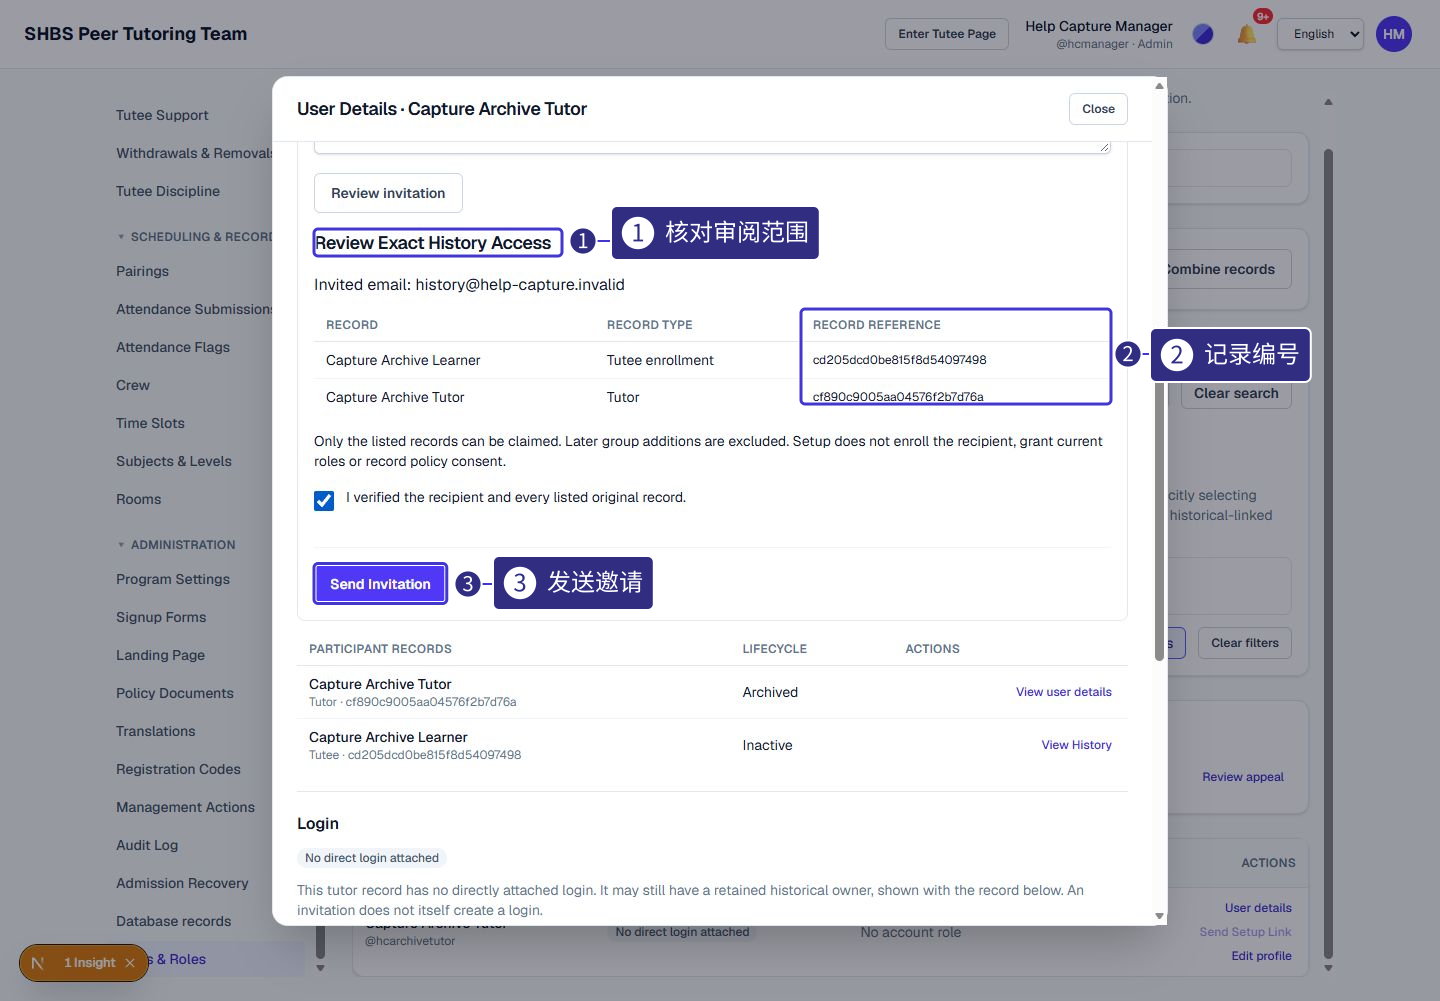 SHBS Peer Tutoring Team
Enter Tutee Page
Help Capture Manager
@hcmanager · Admin
9+
English
HM
Tutee Support
Withdrawals & Removals
Tutee Discipline
SCHEDULING & RECORD
Pairings
Attendance Submissions
Attendance Flags
Crew
Time Slots
Subjects & Levels
Rooms
ADMINISTRATION
Program Settings
Signup Forms
Landing Page
Policy Documents
Translations
Registration Codes
Management Actions
Audit Log
Admission Recovery
Database records
s & Roles
N 1 Insight ×
User Details · Capture Archive Tutor
Close
Review invitation
Review Exact History Access
1
1 核对审阅范围
Invited email: history@help-capture.invalid
RECORD RECORD TYPE RECORD REFERENCE
Capture Archive Learner Tutee enrollment cd205dcd0be815f8d54097498
Capture Archive Tutor Tutor cf890c9005aa04576f2b7d76a
2
2 记录编号
Only the listed records can be claimed. Later group additions are excluded. Setup does not enroll the recipient, grant current
roles or record policy consent.
I verified the recipient and every listed original record.
Send Invitation
3
3 发送邀请
PARTICIPANT RECORDS LIFECYCLE ACTIONS
Capture Archive Tutor
Tutor · cf890c9005aa04576f2b7d76a
Archived
View user details
Capture Archive Learner
Tutee · cd205dcd0be815f8d54097498
Inactive
View History
Login
No direct login attached
This tutor record has no directly attached login. It may still have a retained historical owner, shown with the record below. An
invitation does not itself create a login.
tion.
Combine records
Clear search
citly selecting
historical-linked
s
Clear filters
Review appeal
ACTIONS
Capture Archive Tutor
@hcarchivetutor
No direct login attached
No account role
User details
Send Setup Link
Edit profile